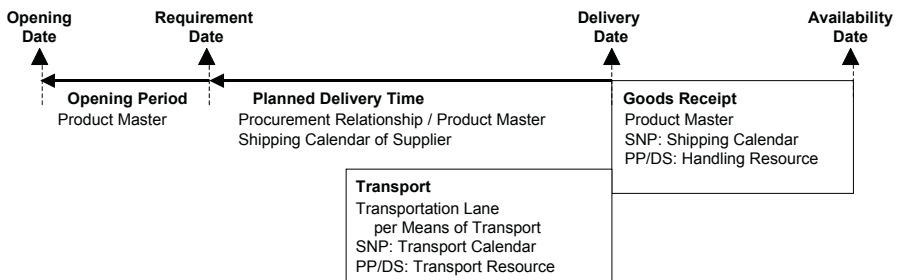 Opening Date
Requirement Date
Delivery Date
Availability Date
Opening Period
Product Master
Planned Delivery Time
Procurement Relationship / Product Master
Shipping Calendar of Supplier
Goods Receipt
Product Master
SNP: Shipping Calendar
PP/DS: Handling Resource
Transport
Transportation Lane
per Means of Transport
SNP: Transport Calendar
PP/DS: Transport Resource